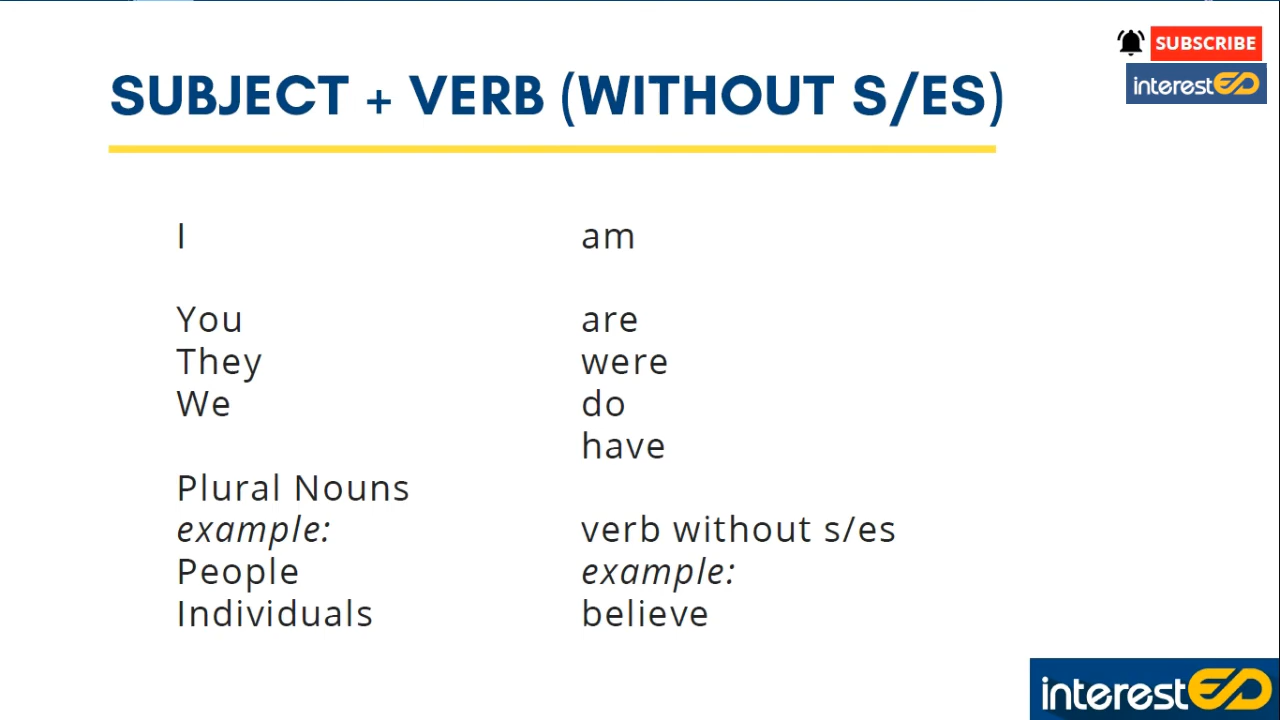 SUBSCRIBE
interestED
SUBJECT + VERB (WITHOUT S/ES)
I am
You are
They were
We do
have
Plural Nouns
example: verb without s/es
People example:
Individuals believe
interestED